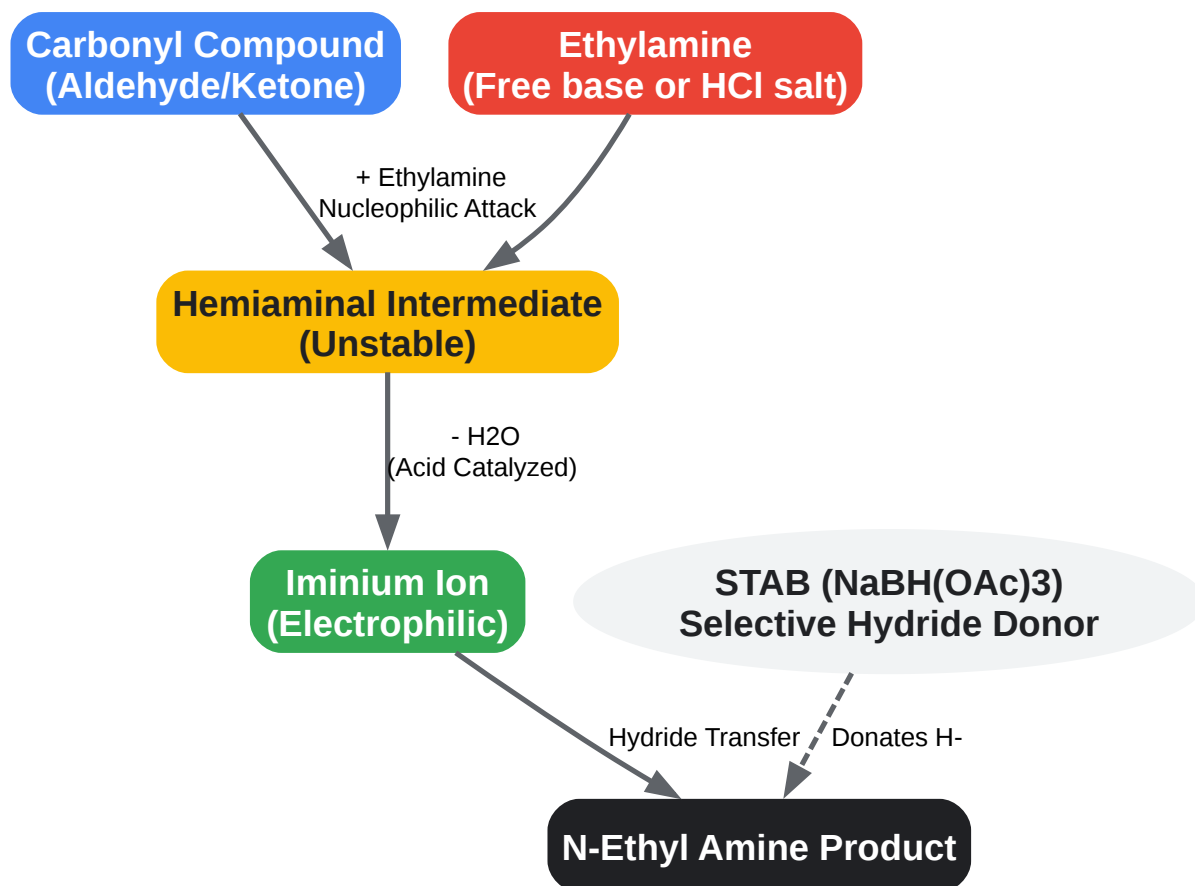 Carbonyl Compound
(Aldehyde/Ketone)
Ethylamine
(Free base or HCl salt)
+ Ethylamine
Nucleophilic Attack
Hemiaminal Intermediate
(Unstable)
- H2O
(Acid Catalyzed)
Iminium Ion
(Electrophilic)
STAB (NaBH(OAc)3)
Selective Hydride Donor
Hydride Transfer
Donates H-
N-Ethyl Amine Product